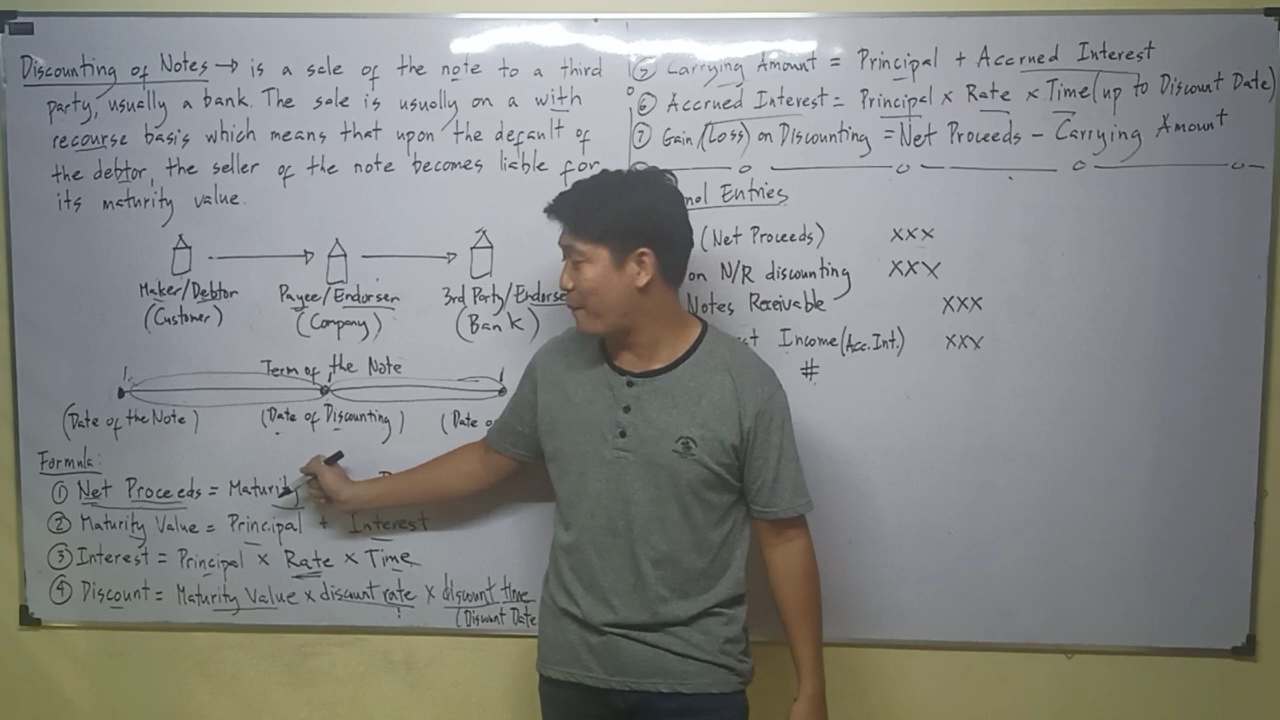 Discounting of Notes → is a sale of the note to a third
party, usually a bank. The sale is usually on a with
recourse basis which means that upon the default of
the debtor, the seller of the note becomes liable for
its maturity value.
Maker/Debtor
(Customer)
Payee/Endorser
(Company)
3rd Party/Endorse
(Bank)
Term of the Note
(Date of the Note)
(Date of Discounting)
(Date
Formula:
① Net Proceeds = Maturity
② Maturity Value = Principal + Interest
③ Interest = Principal × Rate × Time
④ Discount = Maturity Value × discount rate × discount time
(Discount Date
⑤ Carrying Amount = Principal + Accrued Interest
⑥ Accrued Interest = Principal × Rate × Time (up to Discount Date)
⑦ Gain/(Loss) on Discounting = Net Proceeds - Carrying Amount
Entries
(Net Proceeds) xxx
on N/R discounting xxx
Notes Receivable xxx
Income (Acc. Int.) xxx
#